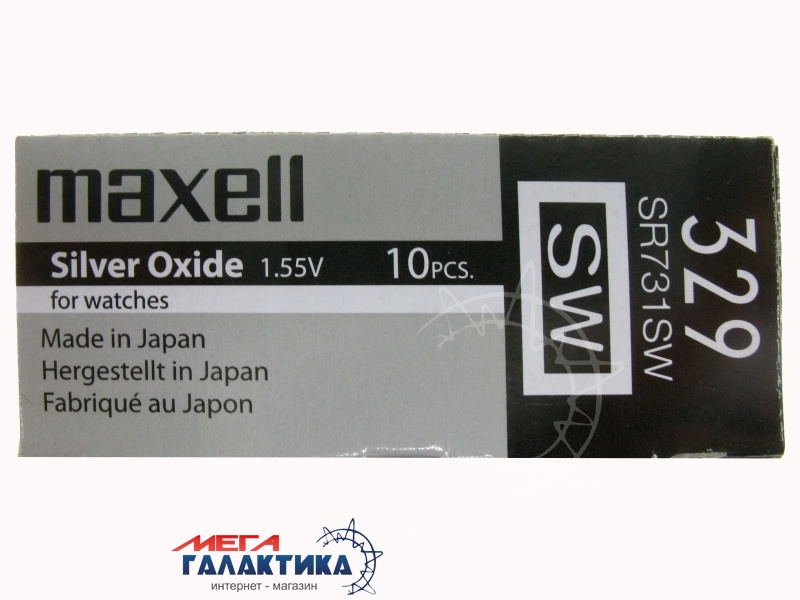 maxell
Silver Oxide 1.55V 10PCS.
for watches
Made in Japan
Hergestellt in Japan
Fabriqué au Japon
SW
SR731SW
329
МЕГА
ГАЛАКТИКА
интернет - магазин